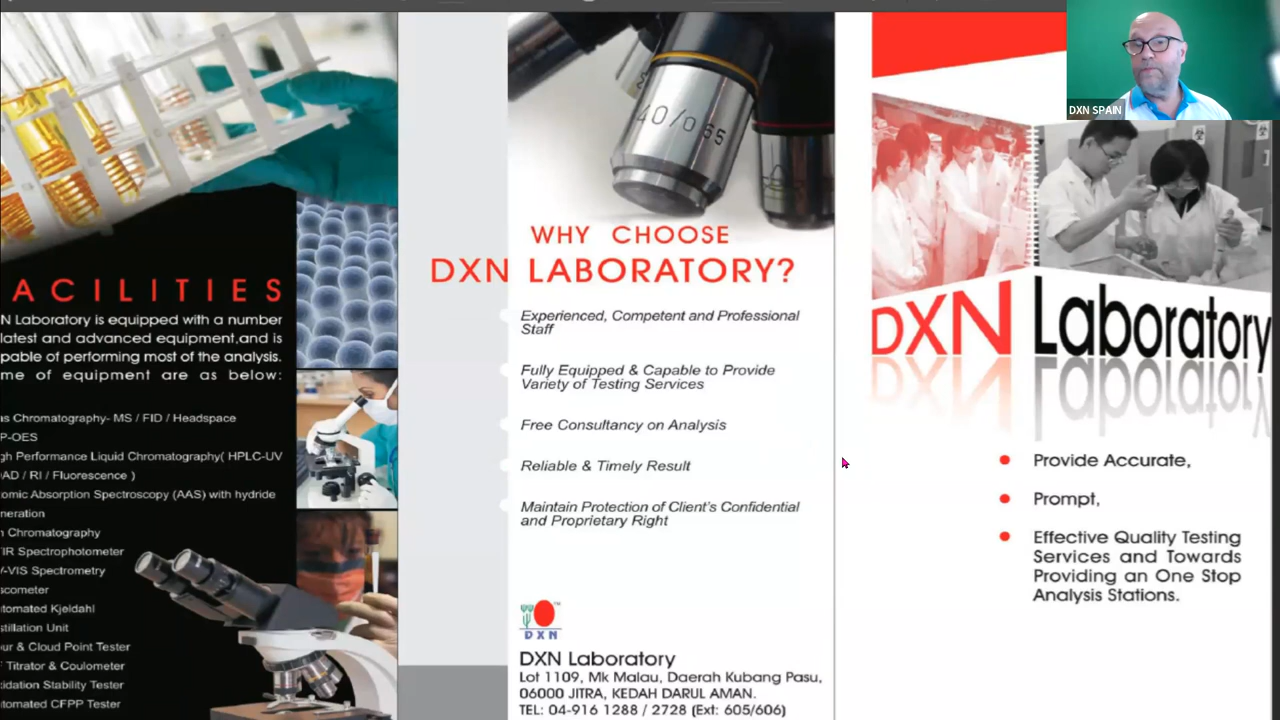 ACILITIES
N Laboratory is equipped with a number
latest and advanced equipment,and is
pable of performing most of the analysis.
me of equipment are as below:
as Chromatography- MS / FID / Headspace
P-OES
gh Performance Liquid Chromatography( HPLC-UV
AD / RI / Fluorescence )
omic Absorption Spectroscopy (AAS) with hydride
neration
n Chromatography
IR Spectrophotometer
-VIS Spectrometry
scometer
tomated Kjeldahl
stillation Unit
our & Cloud Point Tester
Titrator & Coulometer
idation Stability Tester
tomated CFPP Tester
40/0.65
WHY CHOOSE
DXN LABORATORY?
Experienced, Competent and Professional
Staff
Fully Equipped & Capable to Provide
Variety of Testing Services
Free Consultancy on Analysis
Reliable & Timely Result
Maintain Protection of Client's Confidential
and Proprietary Right
DXN
DXN Laboratory
Lot 1109, Mk Malau, Daerah Kubang Pasu,
06000 JITRA, KEDAH DARUL AMAN.
TEL: 04-916 1288 / 2728 (Ext: 605/606)
DXN SPAIN
DXN Laboratory
Provide Accurate,
Prompt,
Effective Quality Testing
Services and Towards
Providing an One Stop
Analysis Stations.